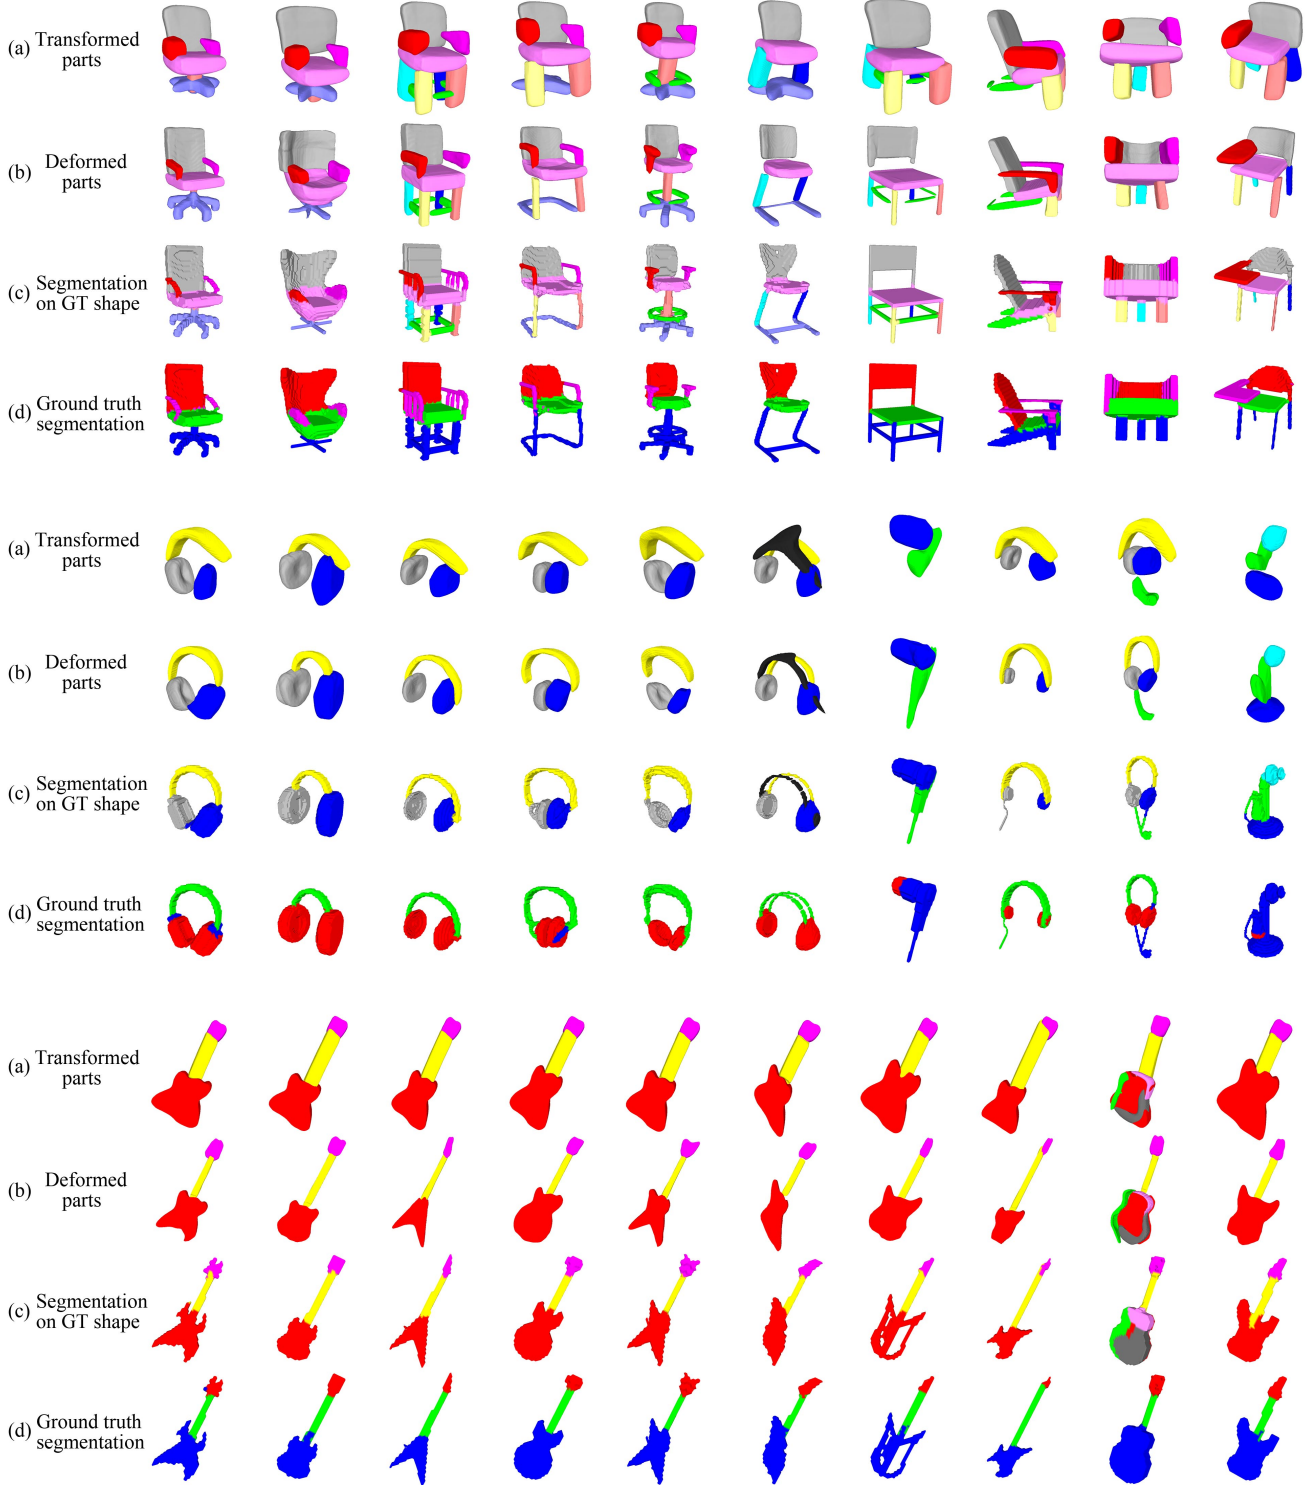 (a) Transformed
parts
(b) Deformed
parts
(c) Segmentation
on GT shape
(d) Ground truth
segmentation
(a) Transformed
parts
(b) Deformed
parts
(c) Segmentation
on GT shape
(d) Ground truth
segmentation
(a) Transformed
parts
(b) Deformed
parts
(c) Segmentation
on GT shape
(d) Ground truth
segmentation